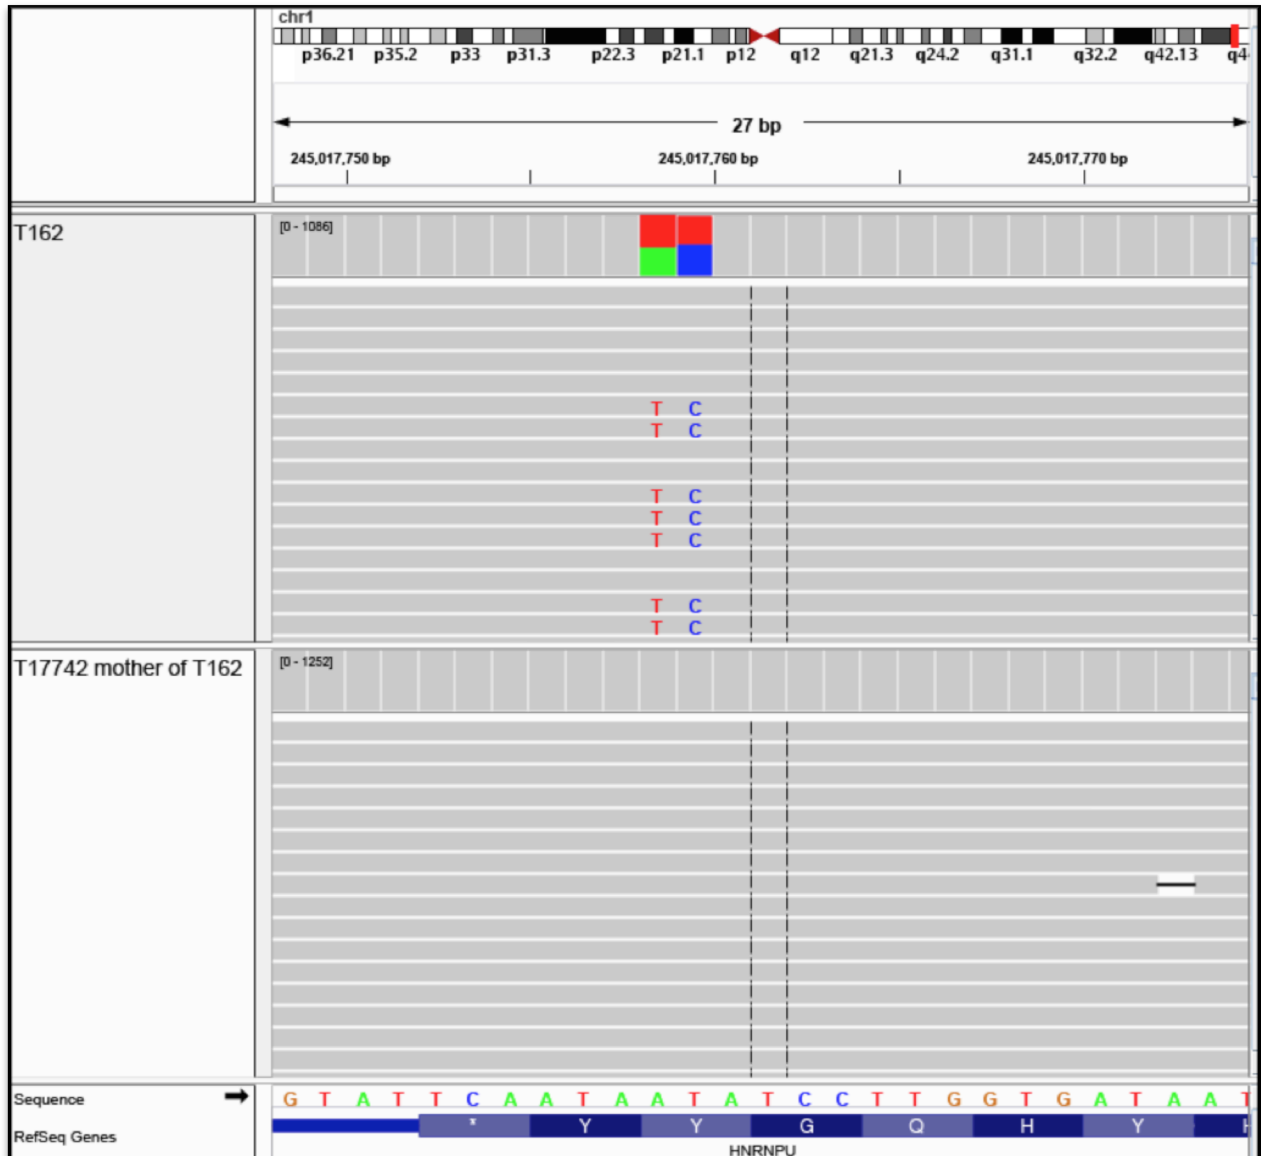 chr1
p36.21 p35.2 p33 p31.3 p22.3 p21.1 p12 q12 q21.3 q24.2 q31.1 q32.2 q42.13 q4
27 bp
245,017,750 bp 245,017,760 bp 245,017,770 bp
T162
[0 - 1086]
T C
T C
T C
T C
T C
T C
T C
T17742 mother of T162
[0 - 1252]
Sequence G T A T T C A A T A A T A T C C T T G G T G A T A A T
RefSeq Genes * Y Y G Q H Y H
HNRNPU